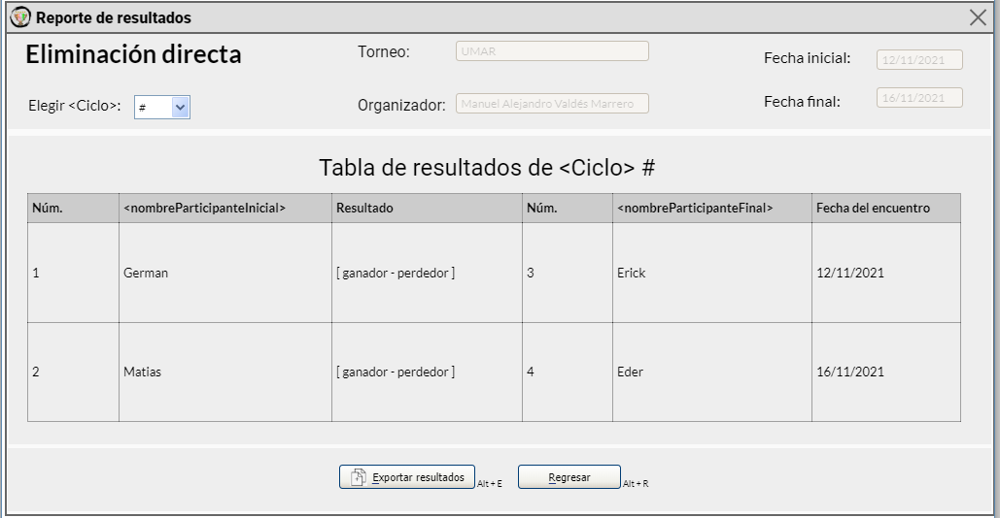 Reporte de resultados
Eliminación directa
Torneo: UMAR
Fecha inicial: 12/11/2021
Elegir <Ciclo>: #
Organizador: Manuel Alejandro Valdés Marrero
Fecha final: 16/11/2021
Tabla de resultados de <Ciclo> #
Núm. <nombreParticipanteInicial> Resultado Núm. <nombreParticipanteFinal> Fecha del encuentro
1 German [ ganador - perdedor ] 3 Erick 12/11/2021
2 Matias [ ganador - perdedor ] 4 Eder 16/11/2021
Exportar resultados Alt + E Regresar Alt + R